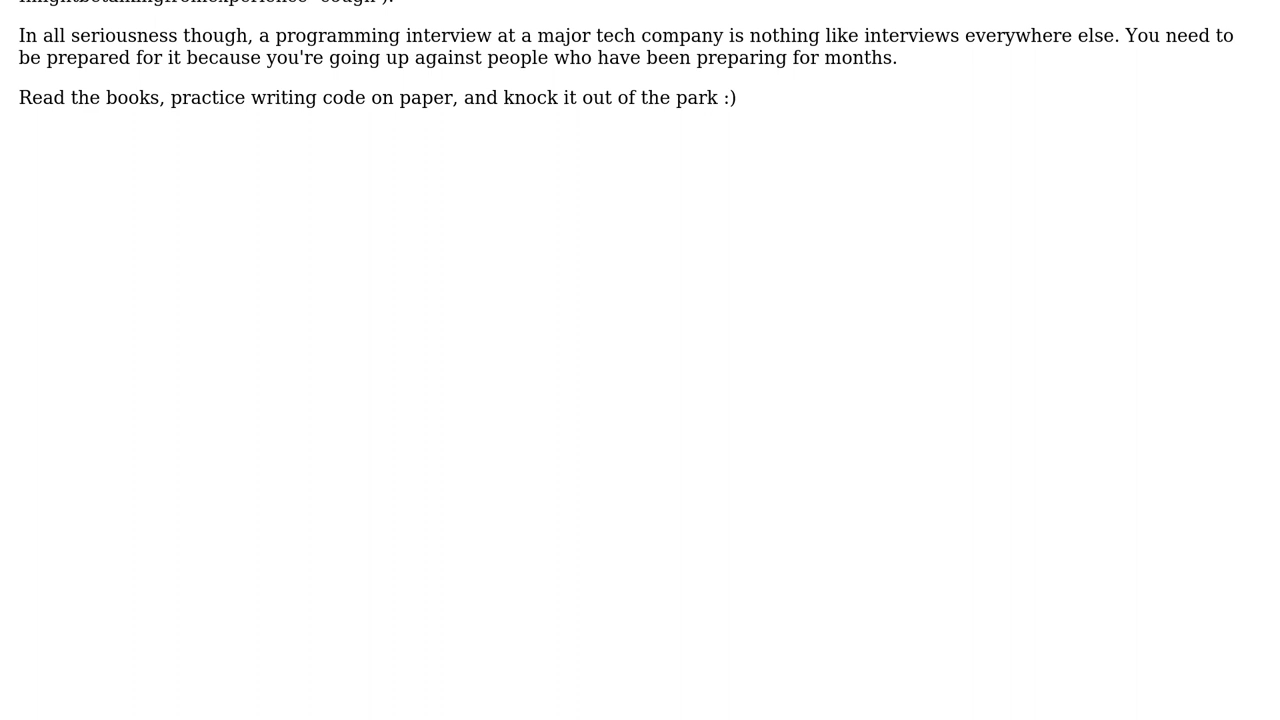 In all seriousness though, a programming interview at a major tech company is nothing like interviews everywhere else. You need to
be prepared for it because you're going up against people who have been preparing for months.
Read the books, practice writing code on paper, and knock it out of the park :)